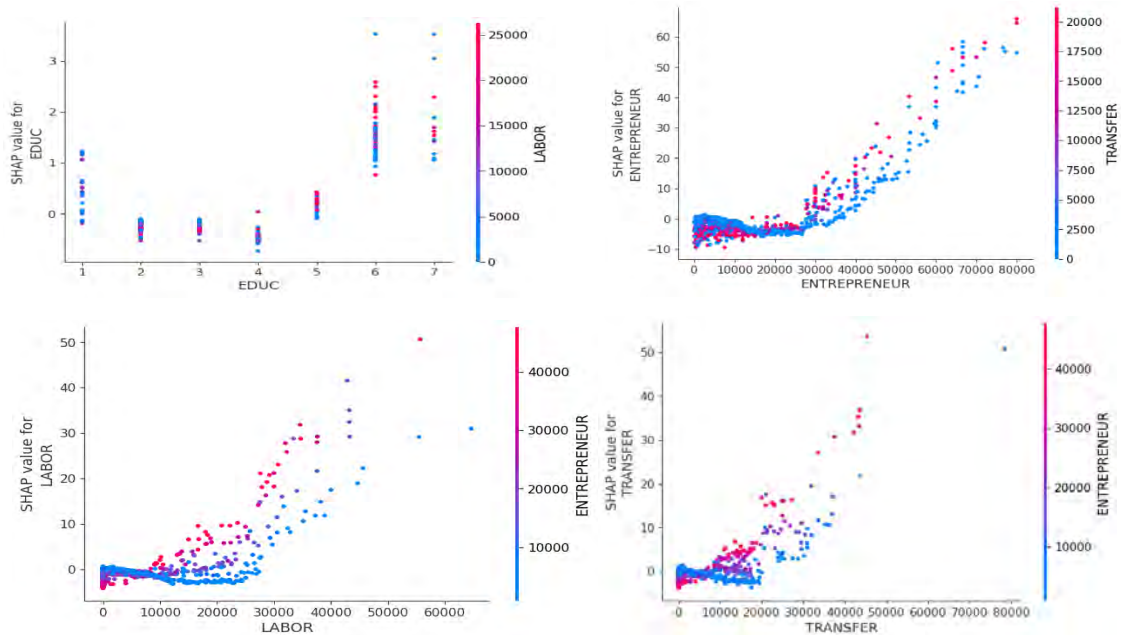 3
2
1
0
SHAP value for
EDUC
1 2 3 4 5 6 7
EDUC
25000
20000
15000
10000
5000
0
LABOR
60
50
40
30
20
10
0
−10
SHAP value for
ENTREPRENEUR
0 10000 20000 30000 40000 50000 60000 70000 80000
ENTREPRENEUR
20000
17500
15000
12500
10000
7500
5000
2500
0
TRANSFER
50
40
30
20
10
0
SHAP value for
LABOR
0 10000 20000 30000 40000 50000 60000
LABOR
40000
30000
20000
10000
ENTREPRENEUR
50
40
30
20
10
0
SHAP value for
TRANSFER
0 10000 20000 30000 40000 50000 60000 70000 80000
TRANSFER
40000
30000
20000
10000
ENTREPRENEUR